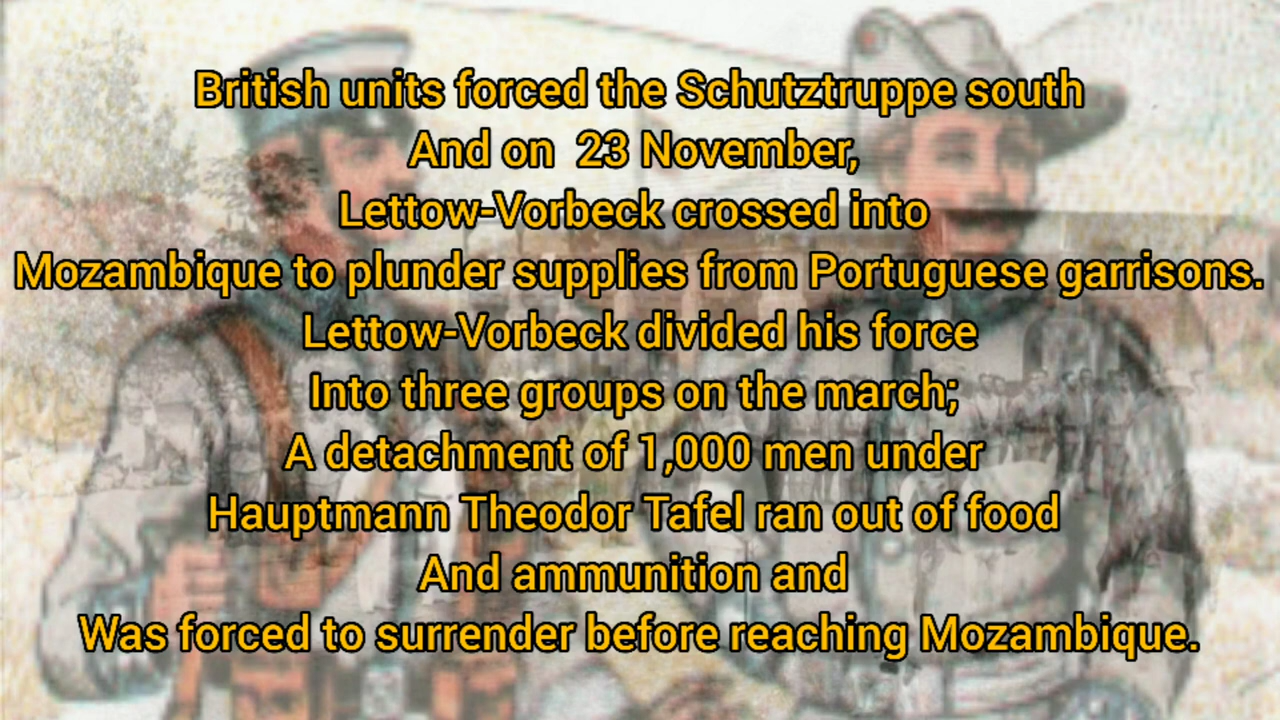 British units forced the Schutztruppe south
And on  23 November,
Lettow-Vorbeck crossed into
Mozambique to plunder supplies from Portuguese garrisons.
Lettow-Vorbeck divided his force
Into three groups on the march;
A detachment of 1,000 men under
Hauptmann Theodor Tafel ran out of food
And ammunition and
Was forced to surrender before reaching Mozambique.